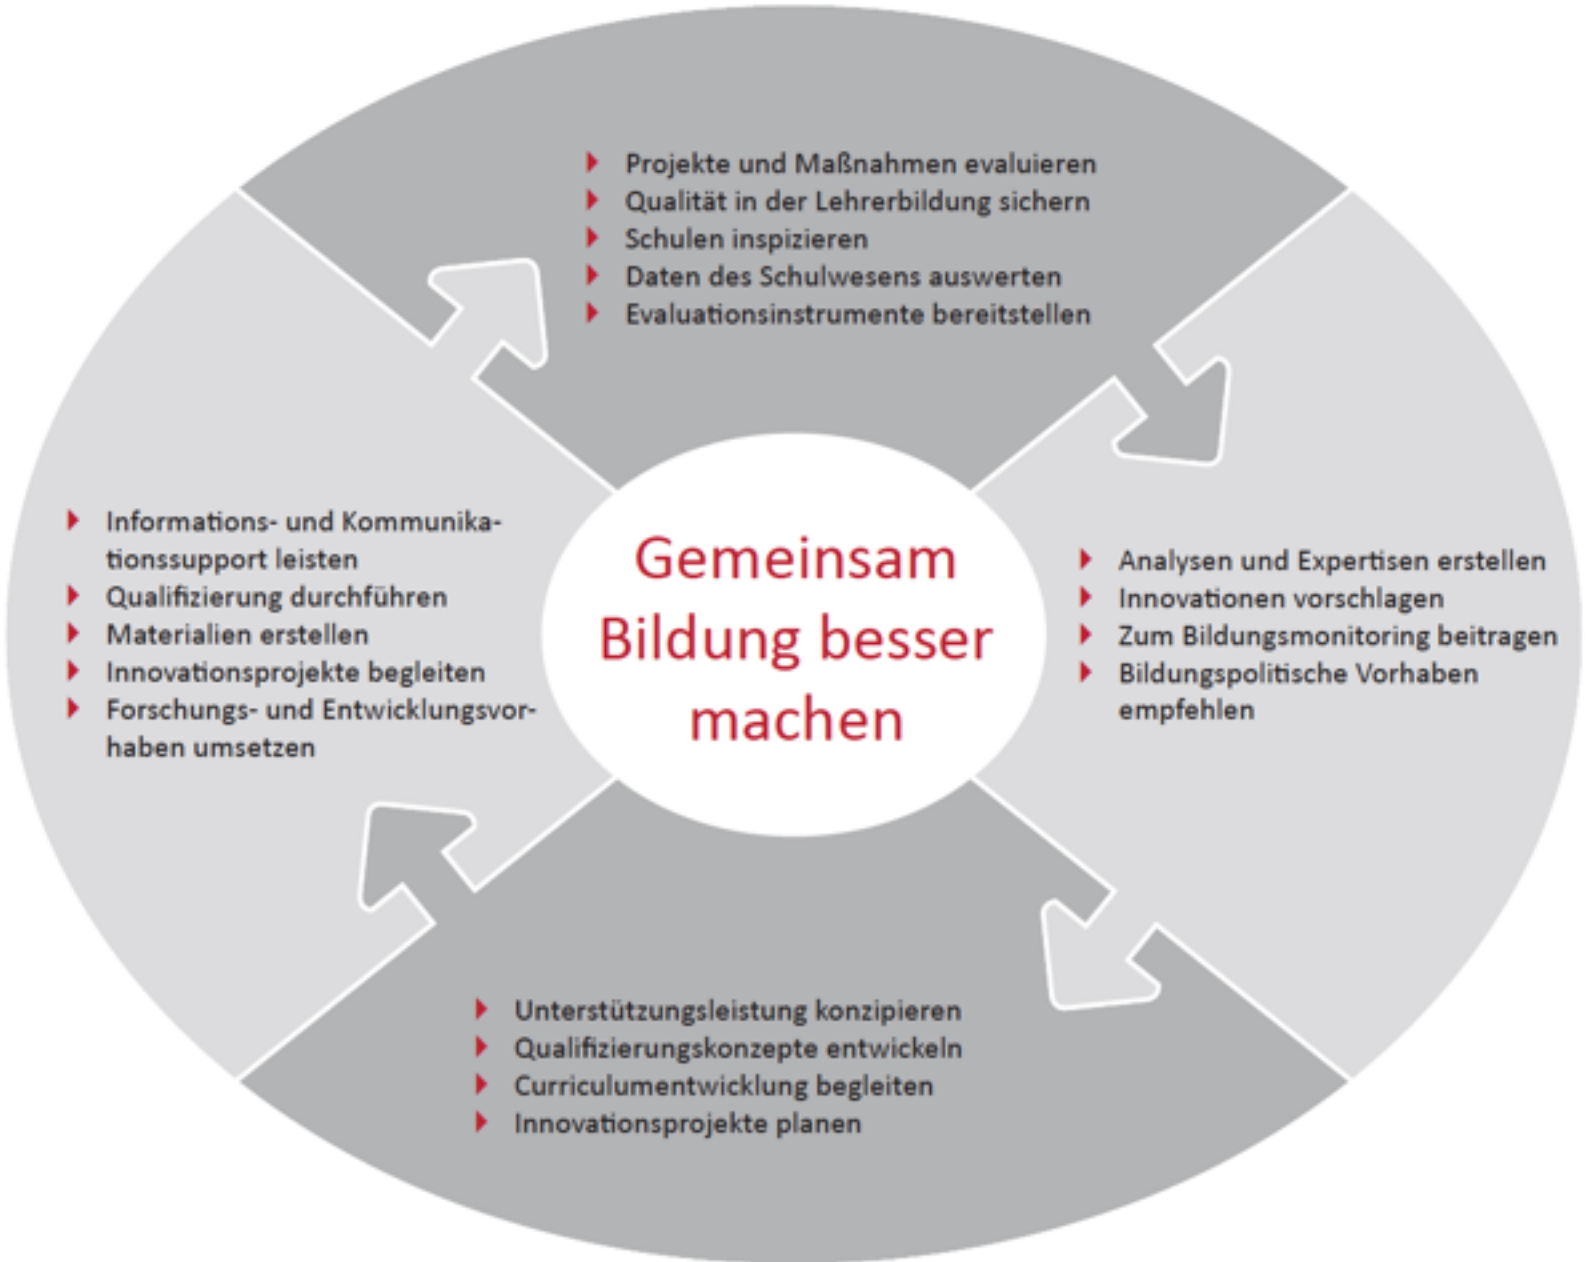 Projekte und Maßnahmen evaluieren
Qualität in der Lehrerbildung sichern
Schulen inspizieren
Daten des Schulwesens auswerten
Evaluationsinstrumente bereitstellen
Informations- und Kommunika-
tionssupport leisten
Qualifizierung durchführen
Materialien erstellen
Innovationsprojekte begleiten
Forschungs- und Entwicklungsvor-
haben umsetzen
Gemeinsam
Bildung besser
machen
Analysen und Expertisen erstellen
Innovationen vorschlagen
Zum Bildungsmonitoring beitragen
Bildungspolitische Vorhaben
empfehlen
Unterstützungsleistung konzipieren
Qualifizierungskonzepte entwickeln
Curriculumentwicklung begleiten
Innovationsprojekte planen